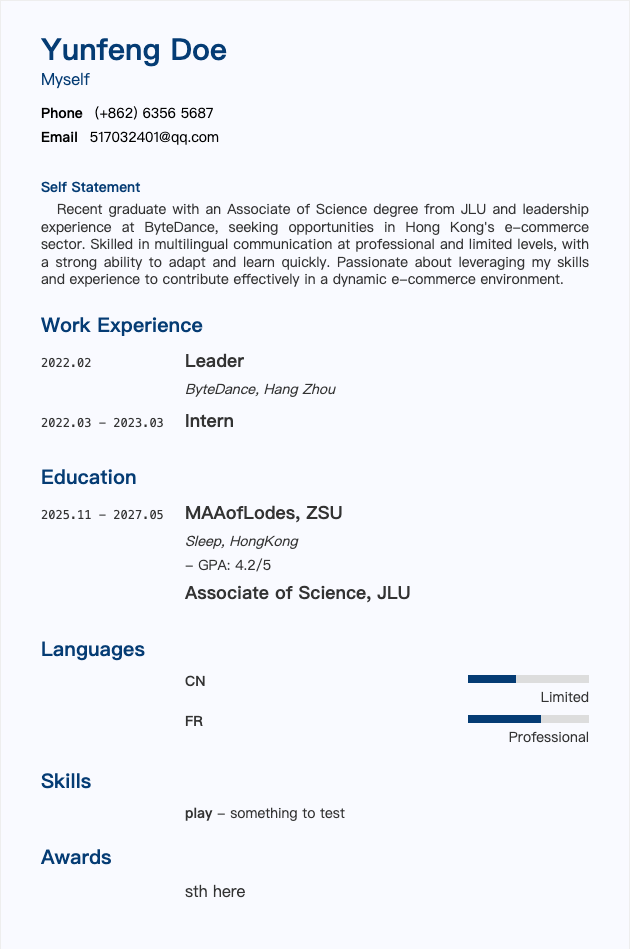 Yunfeng Doe
Myself
Phone (+862) 6356 5687
Email 517032401@qq.com
Self Statement
Recent graduate with an Associate of Science degree from JLU and leadership
experience at ByteDance, seeking opportunities in Hong Kong's e-commerce
sector. Skilled in multilingual communication at professional and limited levels, with
a strong ability to adapt and learn quickly. Passionate about leveraging my skills
and experience to contribute effectively in a dynamic e-commerce environment.
Work Experience
2022.02 Leader
ByteDance, Hang Zhou
2022.03 - 2023.03 Intern
Education
2025.11 - 2027.05 MAAofLodes, ZSU
Sleep, HongKong
- GPA: 4.2/5
Associate of Science, JLU
Languages
CN
Limited
FR
Professional
Skills
play - something to test
Awards
sth here